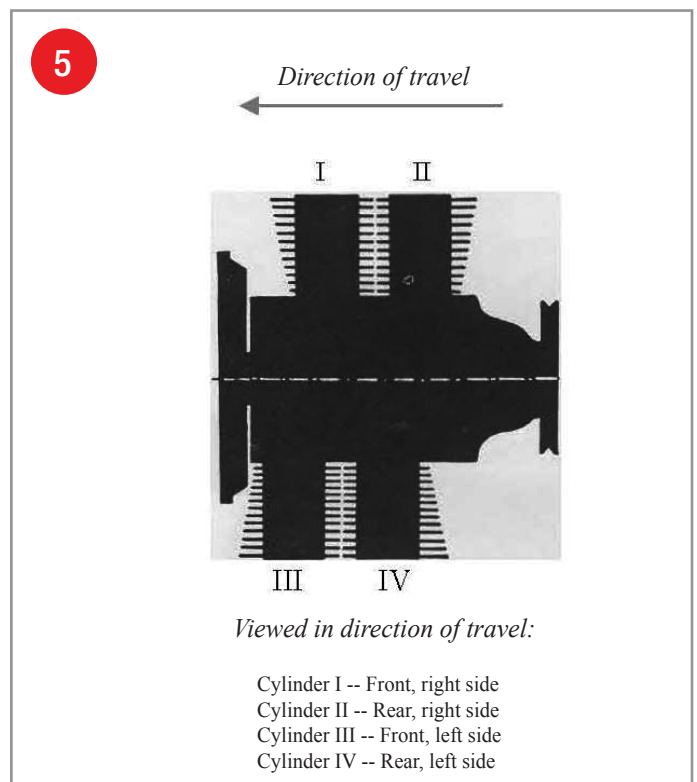 5
Direction of travel
I II
III IV
Viewed in direction of travel:
Cylinder I -- Front, right side
Cylinder II -- Rear, right side
Cylinder III -- Front, left side
Cylinder IV -- Rear, left side